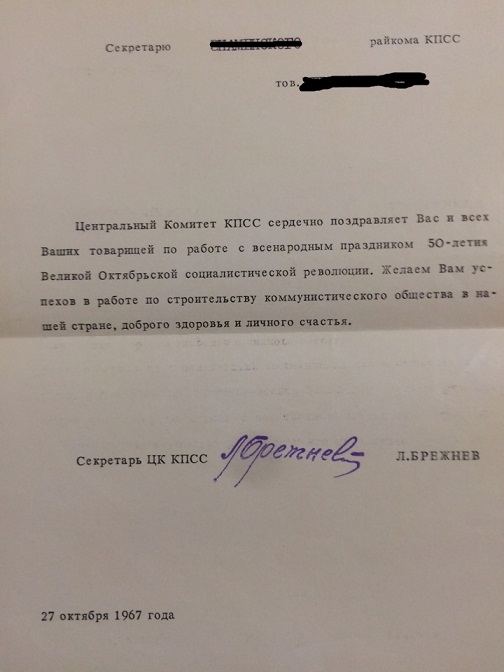 Секретарю райкома КПСС
тов.
Центральный Комитет КПСС сердечно поздравляет Вас и всех
Ваших товарищей по работе с всенародным праздником 50-летия
Великой Октябрьской социалистической революции. Желаем Вам ус-
пехов в работе по строительству коммунистического общества в на-
шей стране, доброго здоровья и личного счастья.
Секретарь ЦК КПСС ЛБрежнев Л.БРЕЖНЕВ
27 октября 1967 года